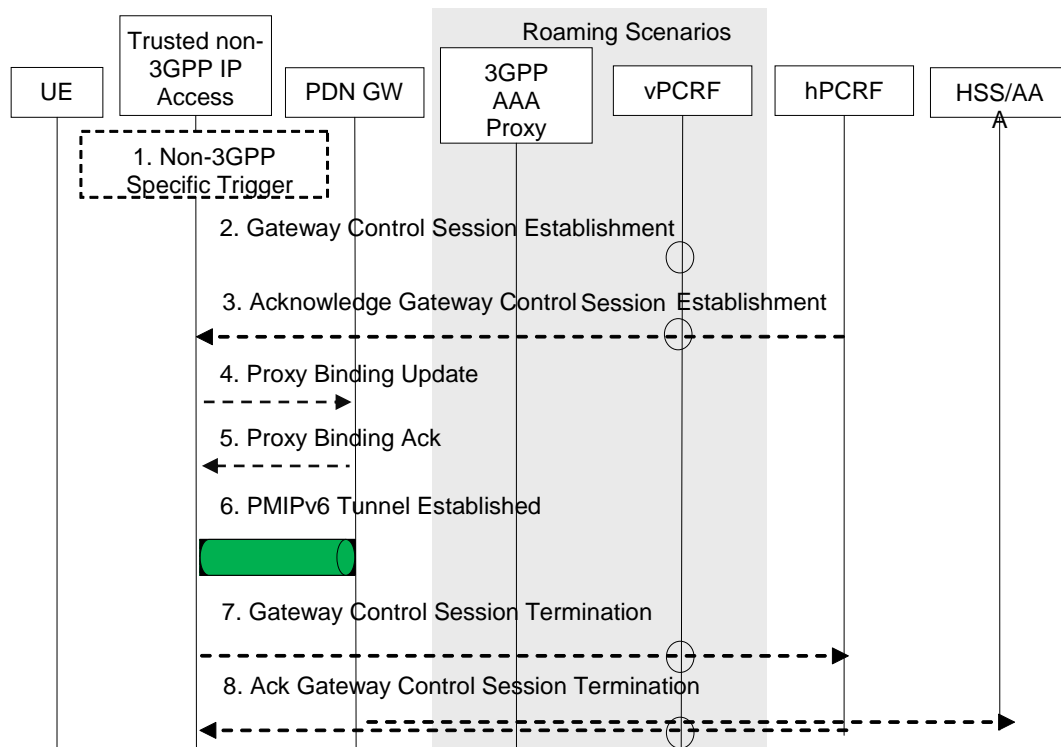 Roaming Scenarios
UE
Trusted non-
3GPP IP
Access
PDN GW
3GPP
AAA
Proxy
vPCRF
hPCRF
HSS/AA
A
1. Non-3GPP
Specific Trigger
2. Gateway Control Session Establishment
3. Acknowledge Gateway Control Session Establishment
4. Proxy Binding Update
5. Proxy Binding Ack
6. PMIPv6 Tunnel Established
7. Gateway Control Session Termination
8. Ack Gateway Control Session Termination